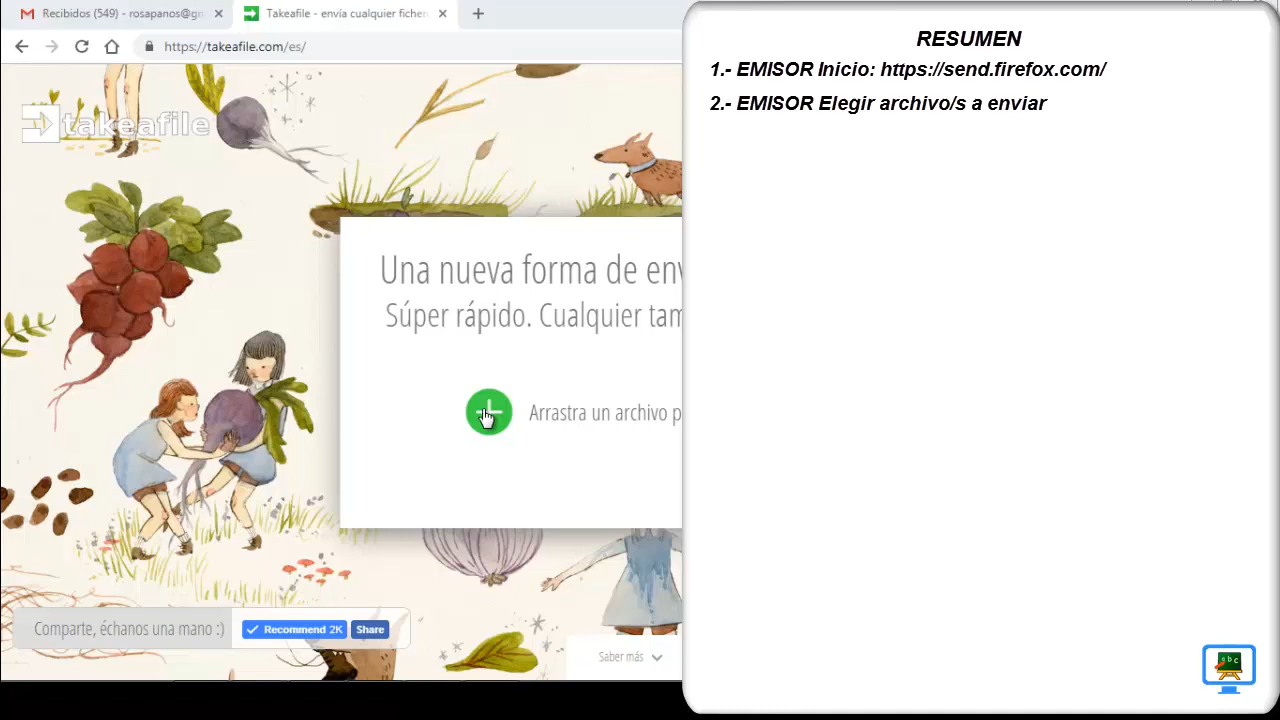 Recibidos (549) - rosapanos@gm
Takeafile - envía cualquier ficher
https://takeafile.com/es/
takeafile
Una nueva forma de env
Súper rápido. Cualquier tam
Arrastra un archivo p
Comparte, échanos una mano :)
Recommend 2K
Share
Saber más
RESUMEN
1.- EMISOR Inicio: https://send.firefox.com/
2.- EMISOR Elegir archivo/s a enviar
abc